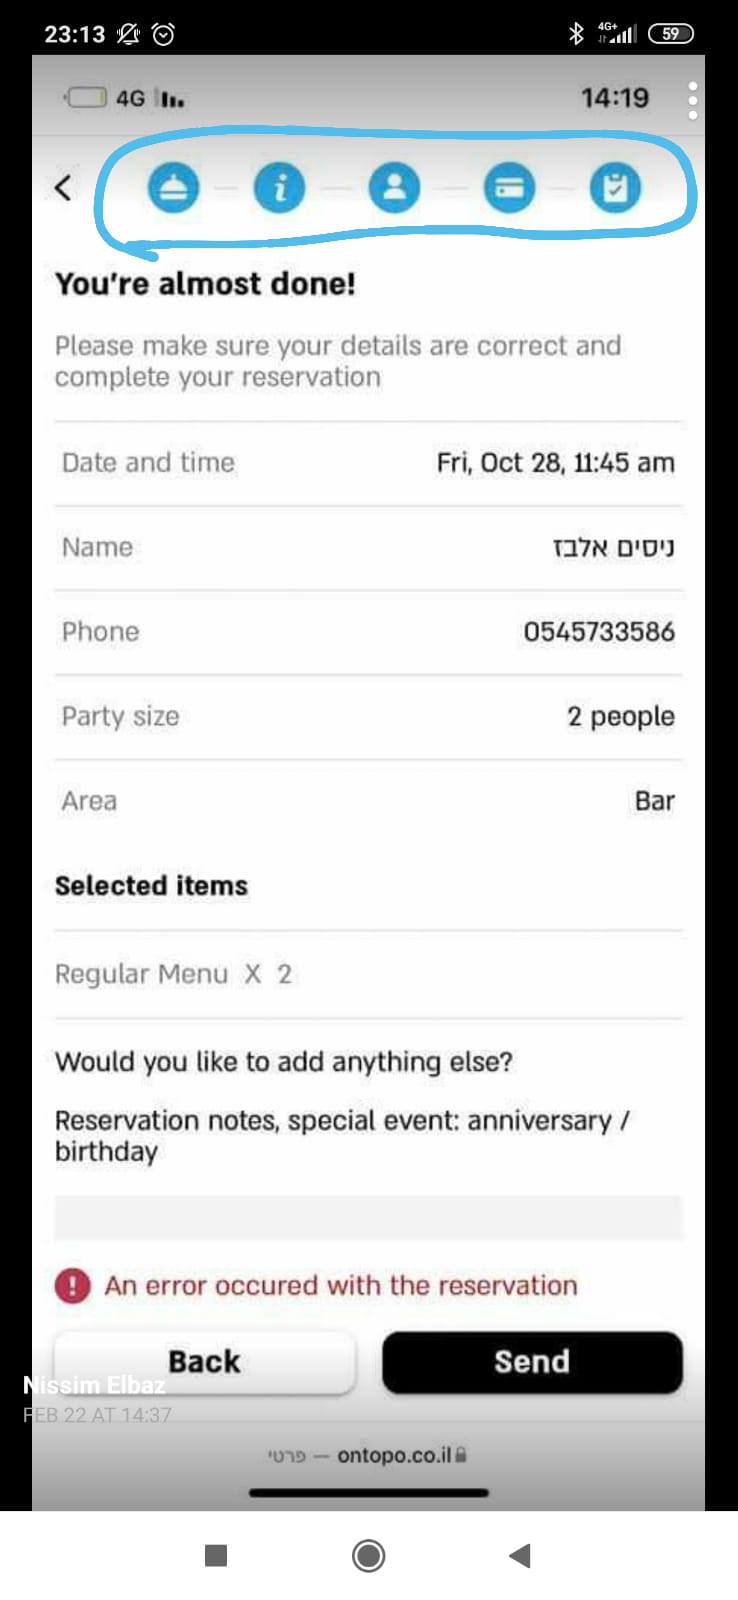 23:13 4G+ 59
4G 14:19
You're almost done!
Please make sure your details are correct and
complete your reservation
Date and time Fri, Oct 28, 11:45 am
Name ניסים אלבז
Phone 0545733586
Party size 2 people
Area Bar
Selected items
Regular Menu X 2
Would you like to add anything else?
Reservation notes, special event: anniversary /
birthday
An error occured with the reservation
Back Send
Nissim Elbaz
FEB 22 AT 14:37
ontopo.co.il — פרטי